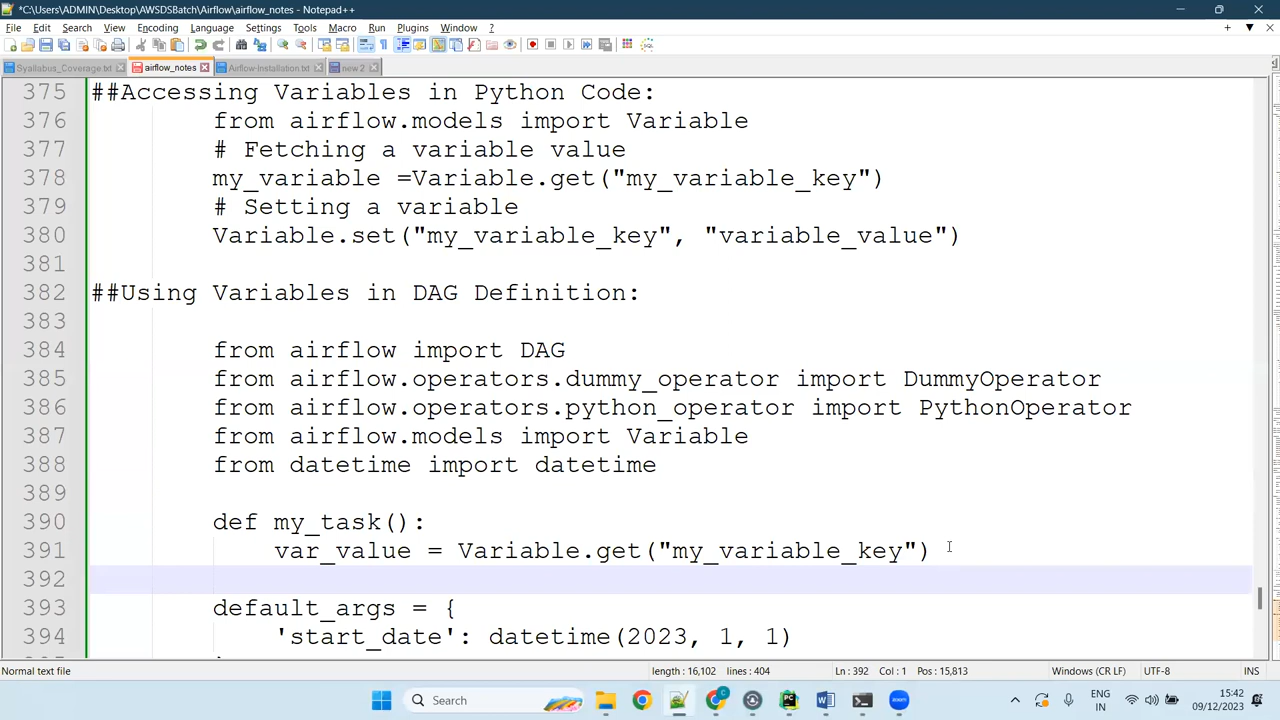 *C:\Users\ADMIN\Desktop\AWSDSBatch\Airflow\airflow_notes - Notepad++
File Edit Search View Encoding Language Settings Tools Macro Run Plugins Window ?
Syallabus_Coverage.txt airflow_notes Airflow-Installation.txt new 2
375 ##Accessing Variables in Python Code:
376 from airflow.models import Variable
377 # Fetching a variable value
378 my_variable =Variable.get("my_variable_key")
379 # Setting a variable
380 Variable.set("my_variable_key", "variable_value")
381
382 ##Using Variables in DAG Definition:
383
384 from airflow import DAG
385 from airflow.operators.dummy_operator import DummyOperator
386 from airflow.operators.python_operator import PythonOperator
387 from airflow.models import Variable
388 from datetime import datetime
389
390 def my_task():
391 var_value = Variable.get("my_variable_key")
392
393 default_args = {
394 'start_date': datetime(2023, 1, 1)
Normal text file length : 16,102 lines : 404 Ln : 392 Col : 1 Pos : 15,813 Windows (CR LF) UTF-8 INS
Search ENG IN 15:42 09/12/2023